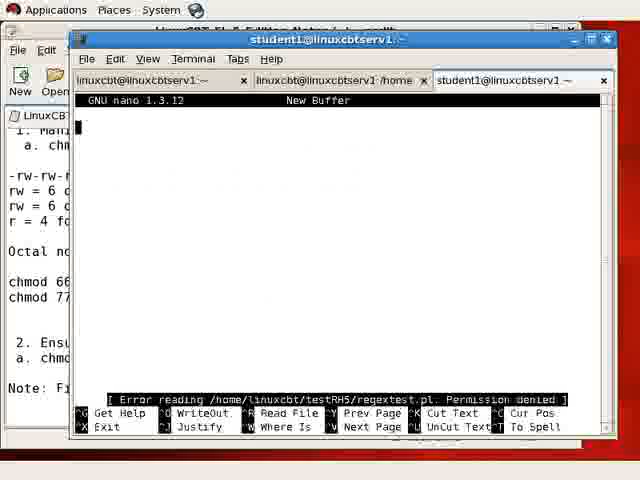 Applications Places System
student1@linuxcbtserv1:~
File Edit View Terminal Tabs Help
linuxcbt@linuxcbtserv1:~
linuxcbt@linuxcbtserv1:/home
student1@linuxcbtserv1:~
GNU nano 1.3.12 New Buffer
File Edit
New Open
LinuxCBT
a. chm
-rw-rw-r
rw = 6
rw = 6
r = 4 fo
Octal no
chmod 66
chmod 77
2. Ensu
a. chmo
Note: Fi
[ Error reading /home/linuxcbt/testRH5/regextest.pl: Permission denied ]
^G Get Help ^O WriteOut ^R Read File ^Y Prev Page ^K Cut Text ^C Cur Pos
^X Exit ^J Justify ^W Where Is ^V Next Page ^U UnCut Text ^T To Spell